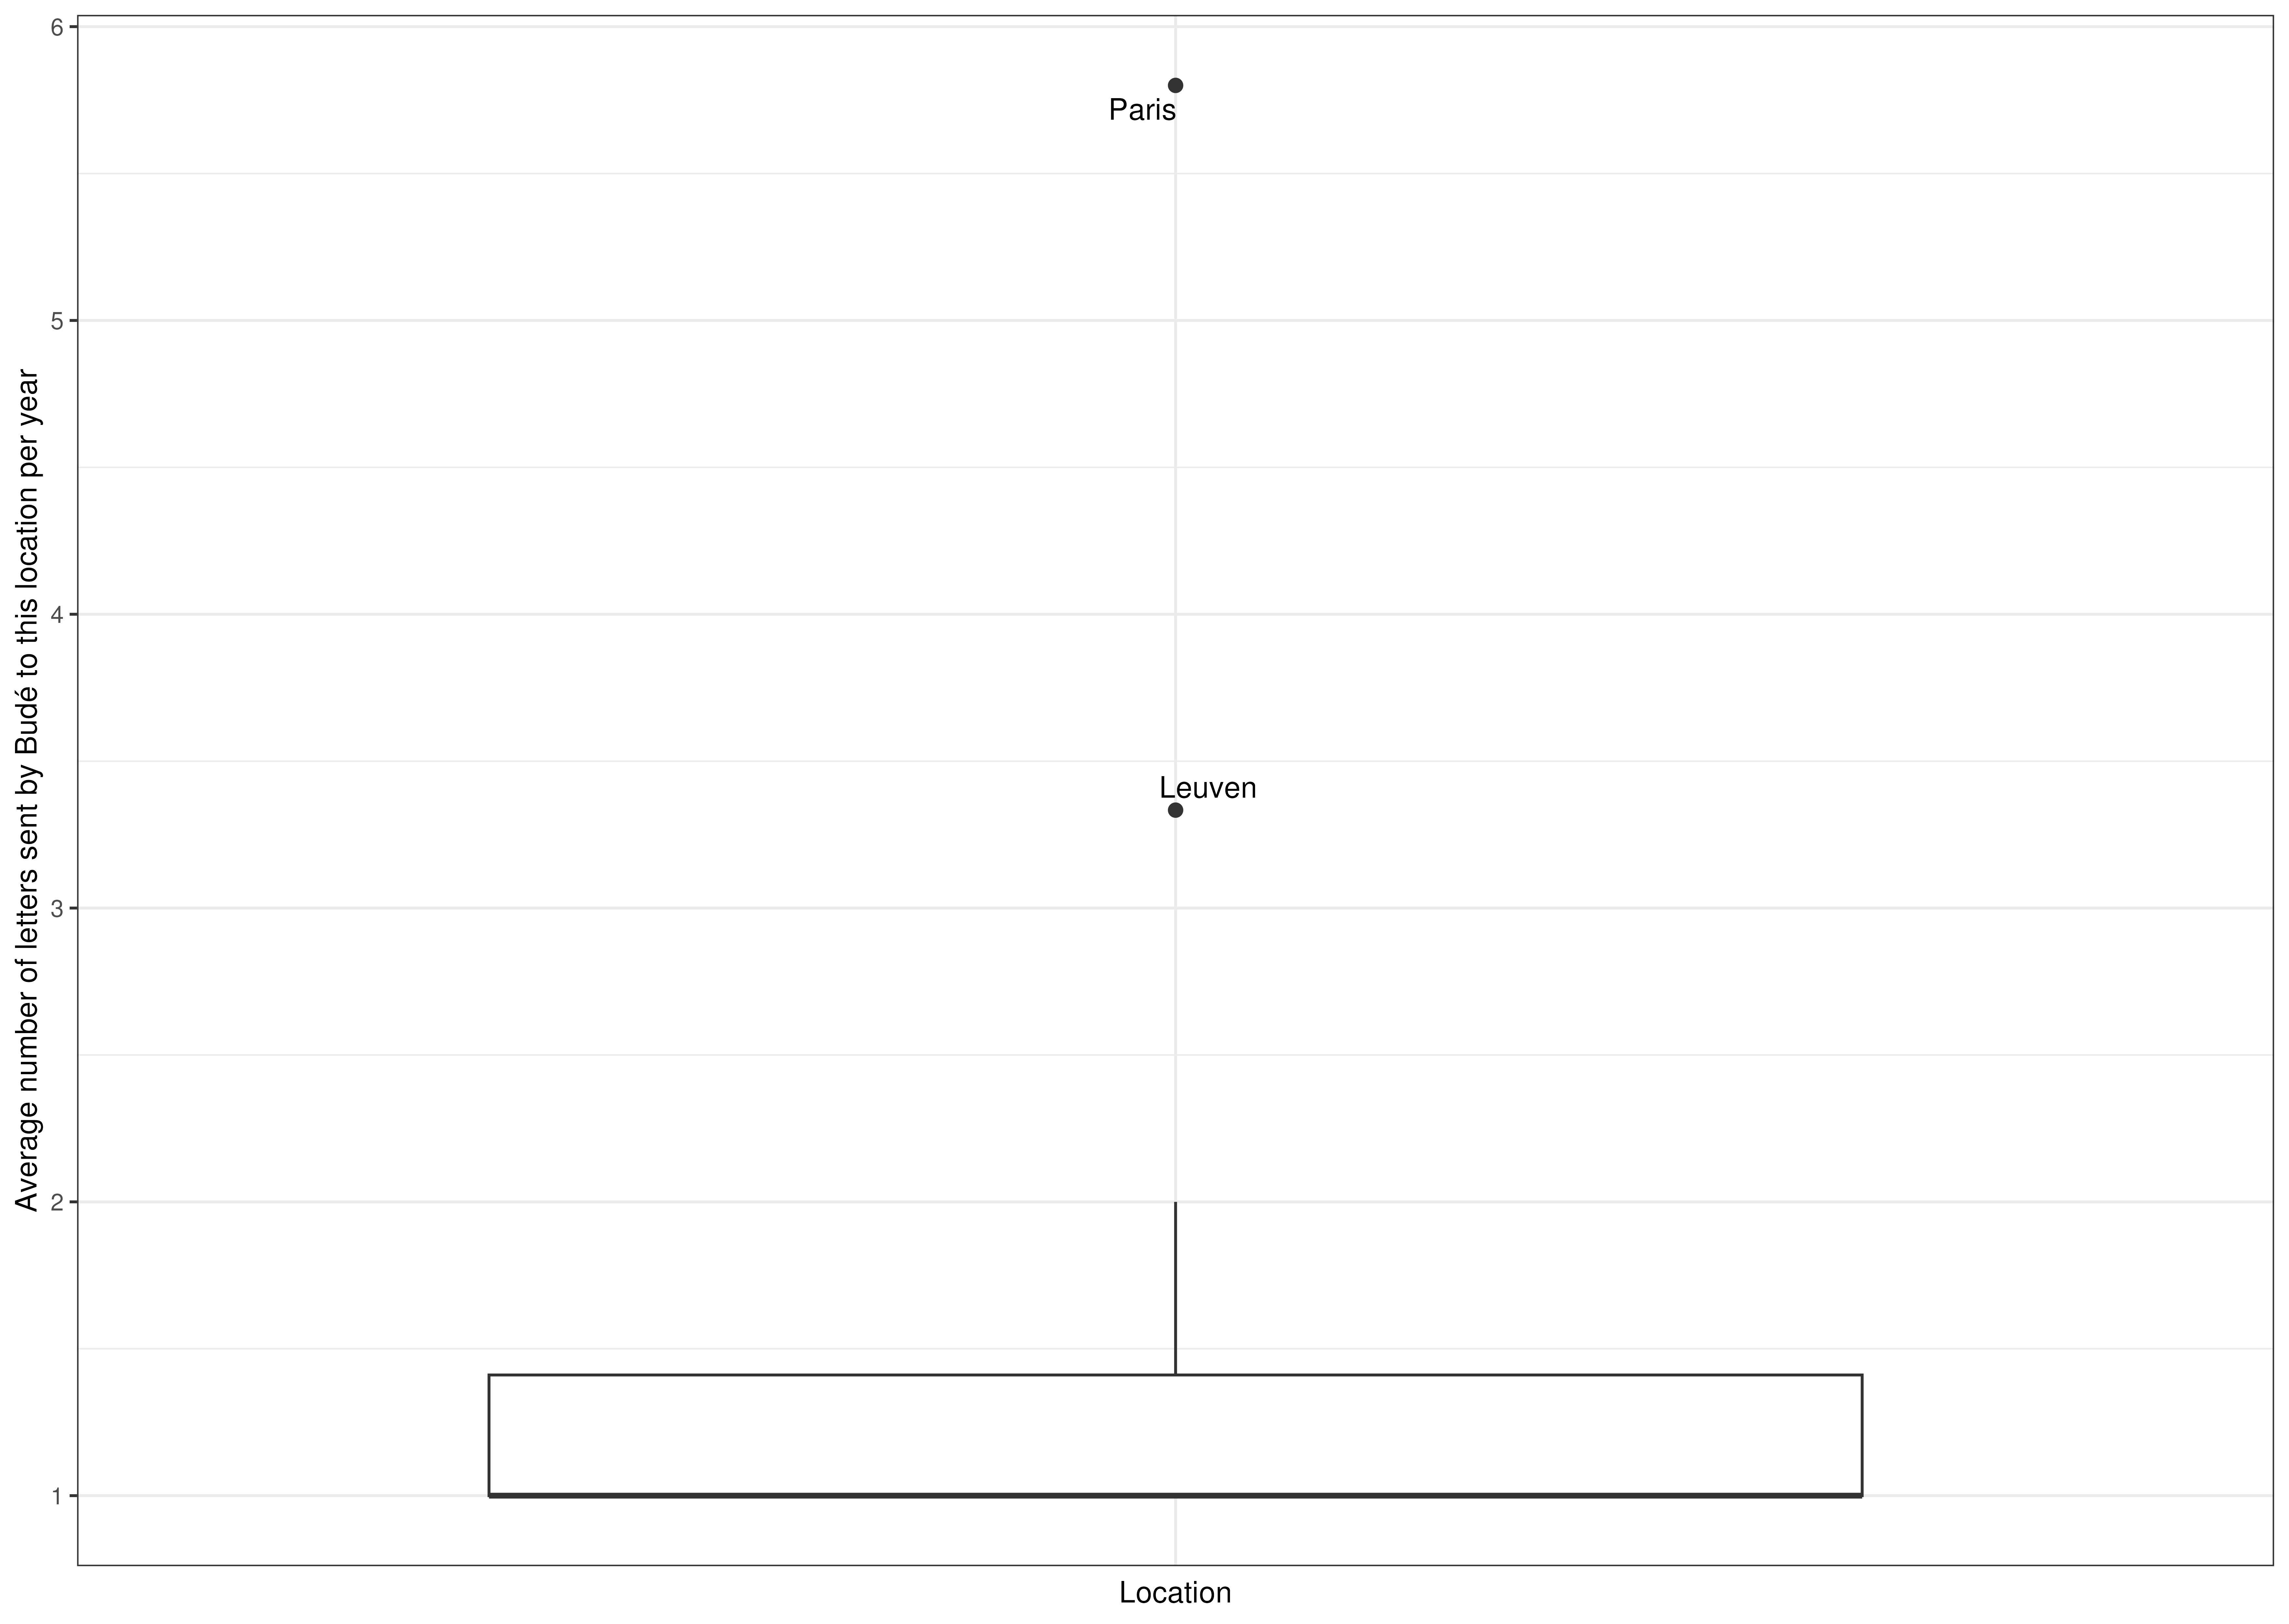 Average number of letters sent by Budé to this location per year
6
5
4
3
2
1
Paris
Leuven
Location